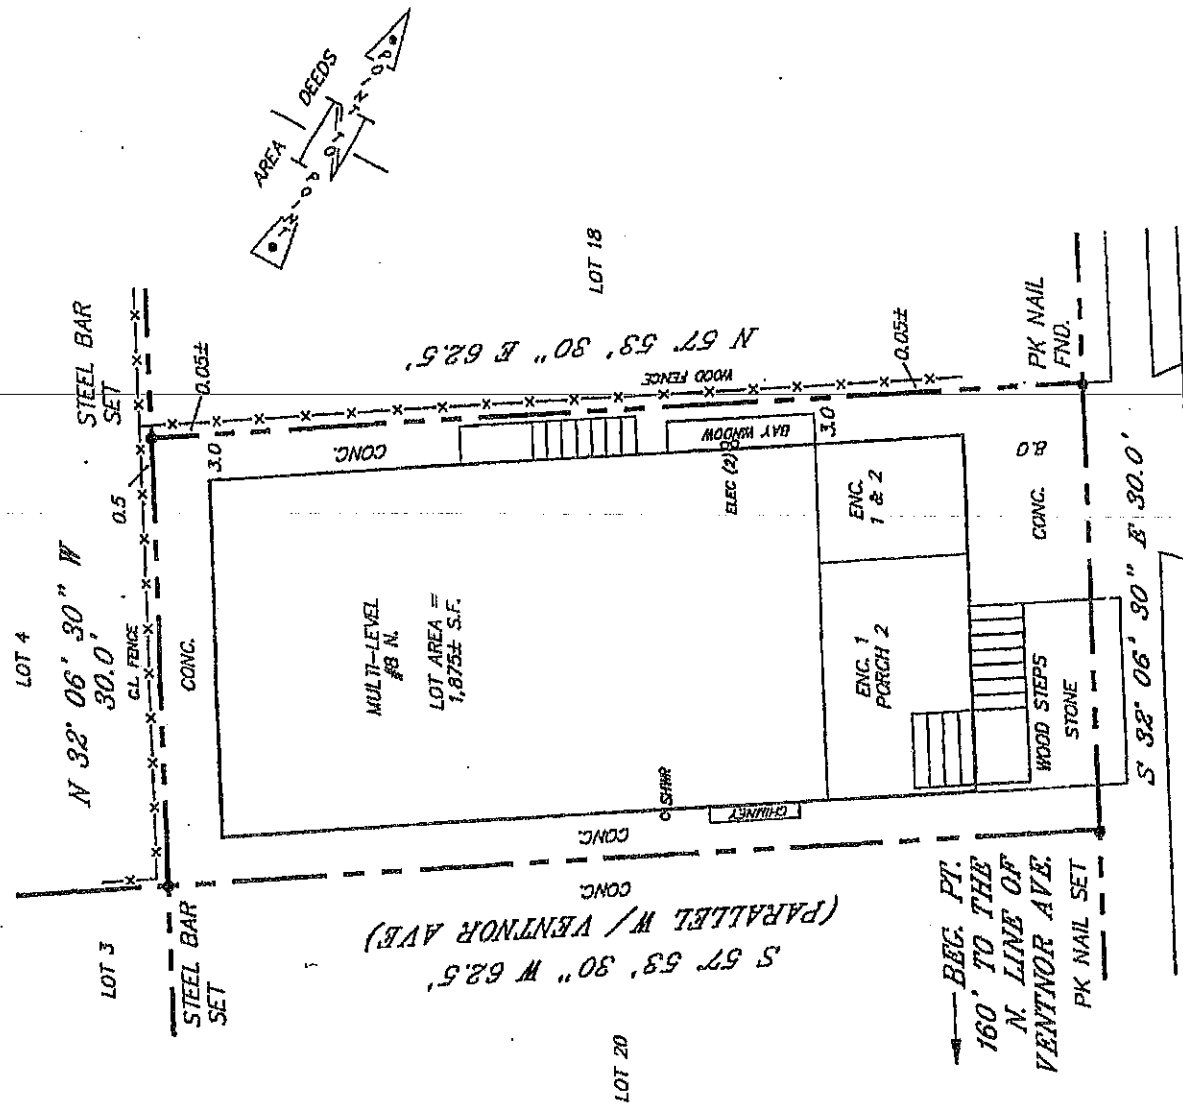 AREA DEEDS
N.J.O.P.O.T.O.P.O.I.N.T.
LOT 4
N 32° 06' 30" W
30.0'
C.L. FENCE
STEEL BAR
SET
0.5
0.05±
3.0
CONC.
CONC.
LOT 18
N 57° 53' 30" E 62.5'
WOOD FENCE
0.05±
PK NAIL
FND.
BAY WINDOW
3.0
ELEC (2)
MULTI-LEVEL
#8 N.
LOT AREA =
1,875± S.F.
ENC.
1 & 2
8.0
CONC.
ENC. 1
PORCH 2
WOOD STEPS
STONE
S 32° 06' 30" E 30.0'
SHWR
CHIMNEY
CONC.
CONC.
(PARALLEL W/ VENTNOR AVE)
S 57° 53' 30" W 62.5'
LOT 3
STEEL BAR
SET
LOT 20
BEG. PT.
160' TO THE
N. LINE OF
VENTNOR AVE.
PK NAIL SET